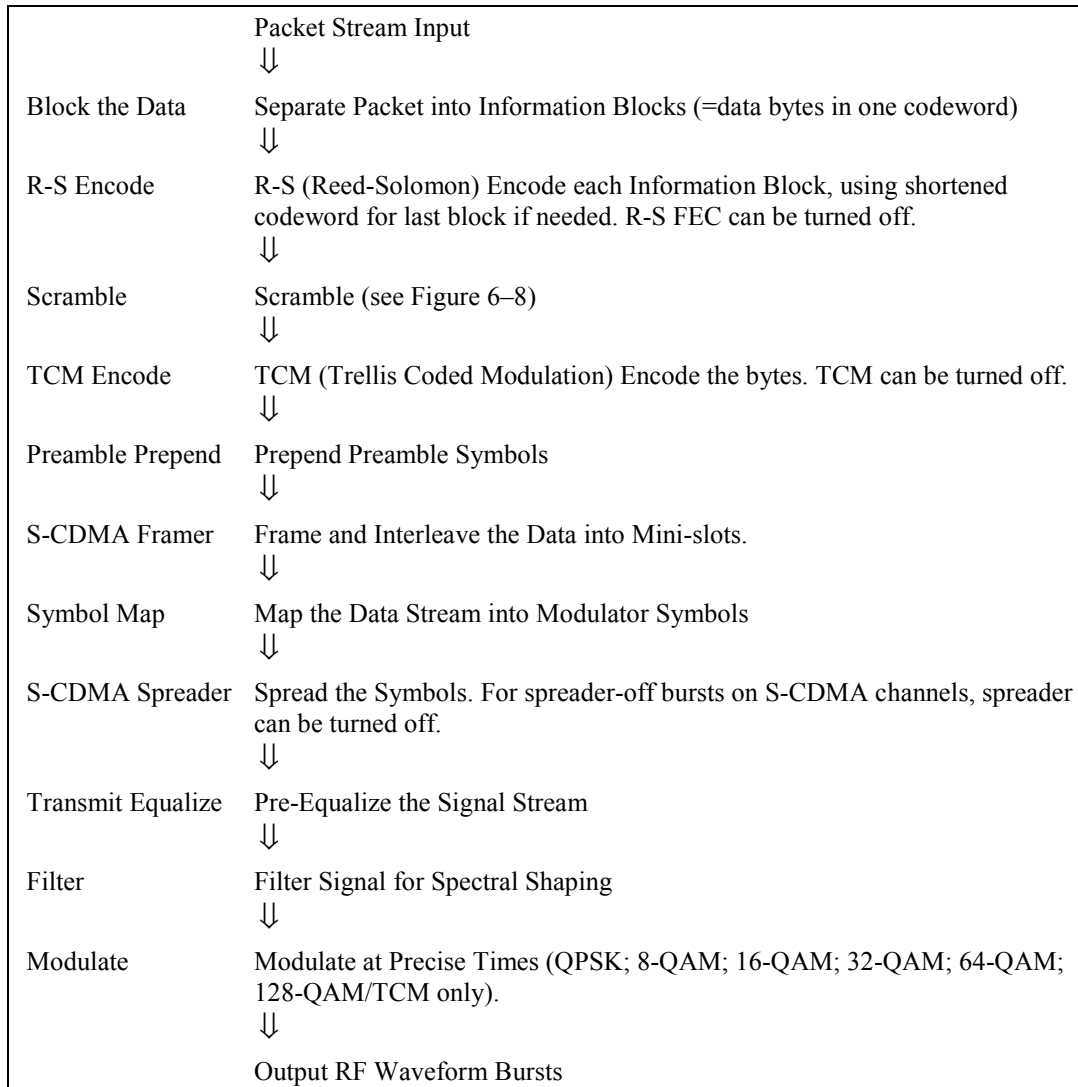 Packet Stream Input
⇓
Block the Data Separate Packet into Information Blocks (=data bytes in one codeword)
⇓
R-S Encode R-S (Reed-Solomon) Encode each Information Block, using shortened
codeword for last block if needed. R-S FEC can be turned off.
⇓
Scramble Scramble (see Figure 6–8)
⇓
TCM Encode TCM (Trellis Coded Modulation) Encode the bytes. TCM can be turned off.
⇓
Preamble Prepend Prepend Preamble Symbols
⇓
S-CDMA Framer Frame and Interleave the Data into Mini-slots.
⇓
Symbol Map Map the Data Stream into Modulator Symbols
⇓
S-CDMA Spreader Spread the Symbols. For spreader-off bursts on S-CDMA channels, spreader
can be turned off.
⇓
Transmit Equalize Pre-Equalize the Signal Stream
⇓
Filter Filter Signal for Spectral Shaping
⇓
Modulate Modulate at Precise Times (QPSK; 8-QAM; 16-QAM; 32-QAM; 64-QAM;
128-QAM/TCM only).
⇓
Output RF Waveform Bursts